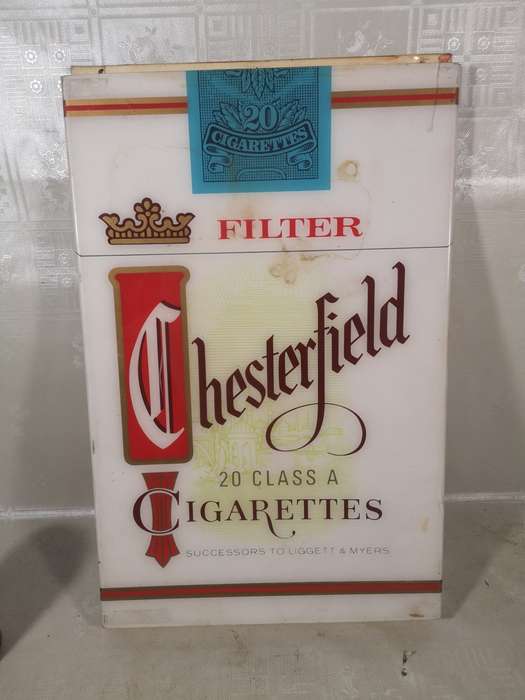 20
CIGARETTES
FILTER
Chesterfield
20 CLASS A
CIGARETTES
SUCCESSORS TO LIGGETT & MYERS